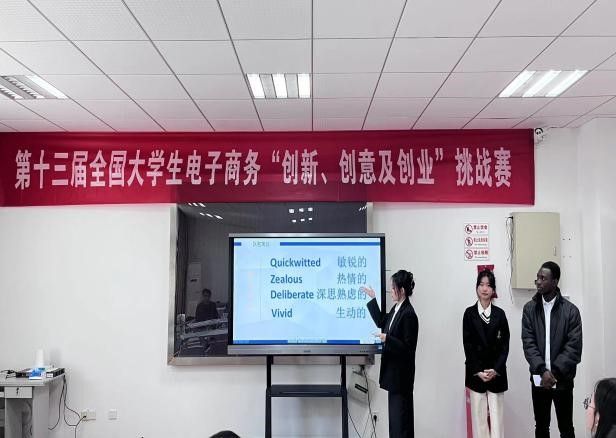 第十三届全国大学生电子商务“创新、创意及创业”挑战赛
Quickwitted 敏锐的
Zealous 热情的
Deliberate 深思熟虑的
Vivid 生动的